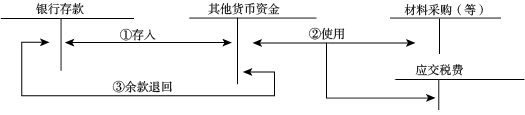 银行存款
其他货币资金
材料采购（等）
①存入
②使用
应交税费
③余款退回